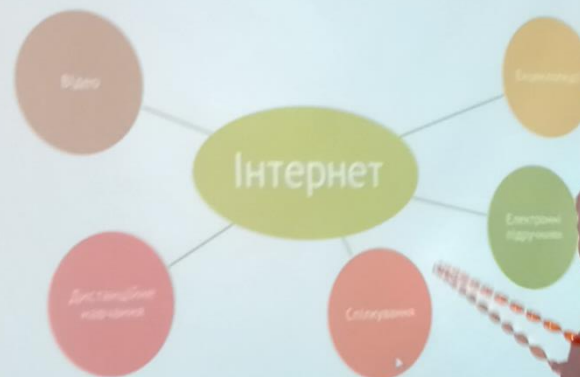 Відео
Інтернет
Електронні
підручники
Дистанційне
навчання
Спілкування